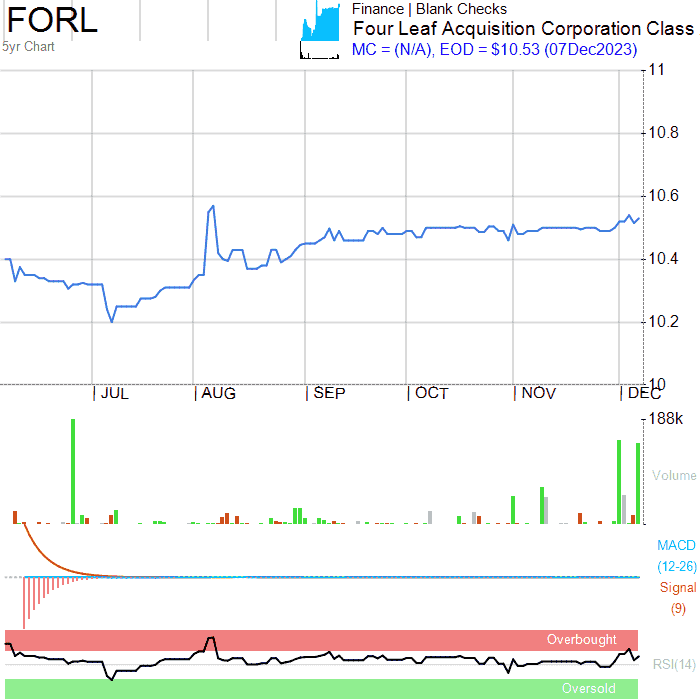 FORL
5yr Chart
Finance | Blank Checks
Four Leaf Acquisition Corporation Class
MC = (N/A), EOD = $10.53 (07Dec2023)
11
10.8
10.6
10.4
10.2
10
JUL
AUG
SEP
OCT
NOV
DEC
188k
Volume
MACD
(12-26)
Signal
(9)
Overbought
RSI(14)
Oversold